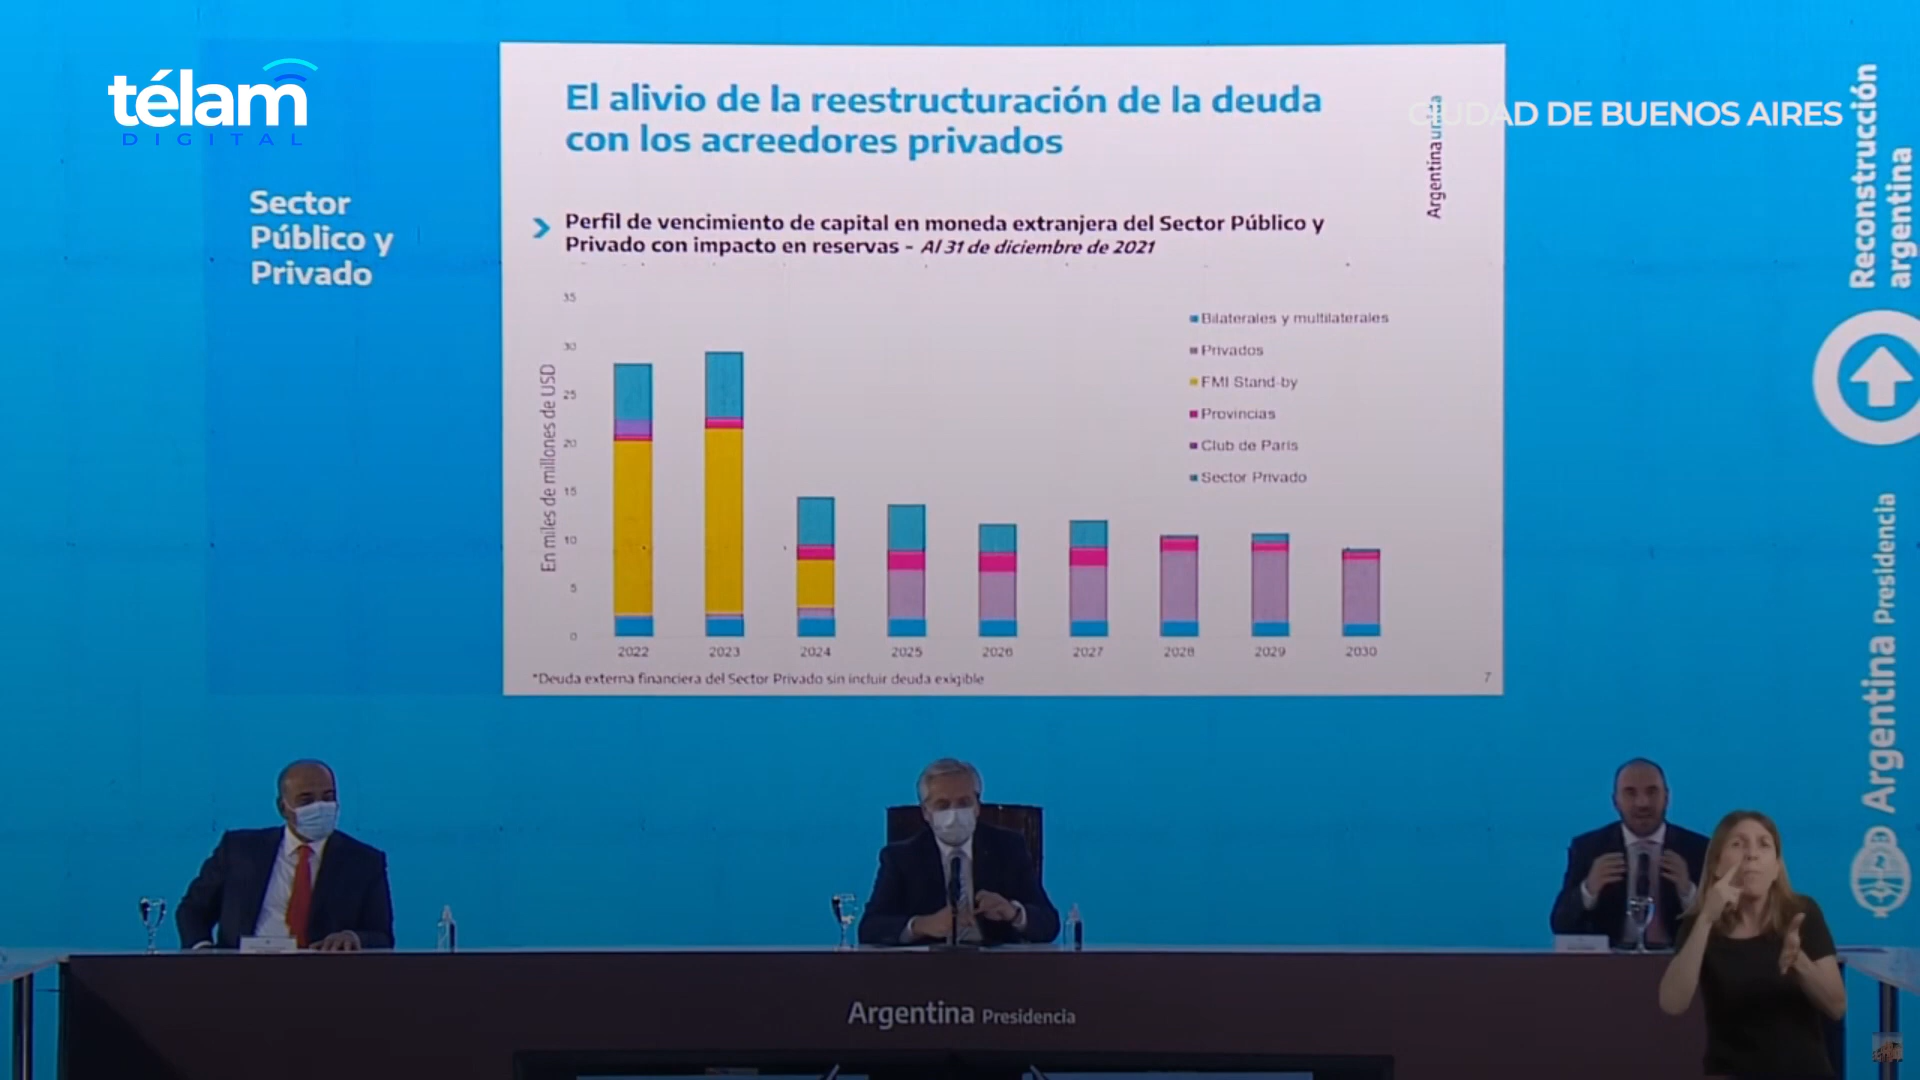 télam
DIGITAL
CIUDAD DE BUENOS AIRES
Sector
Público y
Privado
El alivio de la reestructuración de la deuda
con los acreedores privados
Argentina unida
Perfil de vencimiento de capital en moneda extranjera del Sector Público y
Privado con impacto en reservas - Al 31 de diciembre de 2021
En miles de millones de USD
35
30
25
20
15
10
5
0
Bilaterales y multilaterales
Privados
FMI Stand-by
Provincias
Club de París
Sector Privado
2022 2023 2024 2025 2026 2027 2028 2029 2030
*Deuda externa financiera del Sector Privado sin incluir deuda exigible
7
Reconstrucción
argentina
Argentina Presidencia
Argentina Presidencia